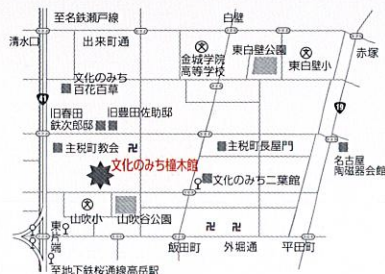 至名鉄瀬戸線
白壁
清水口
出来町通
金城学院
高等学校
東白壁公園
東白壁小
赤塚
文化のみち
百花百草
41
19
旧春田
鉄次郎邸
旧豊田佐助邸
主税町教会
主税町長屋門
文化のみち橦木館
文化のみち二葉館
名古屋
陶磁器会館
山吹小
山吹谷公園
東片端
飯田町
外堀通
平田町
至地下鉄桜通線高岳駅